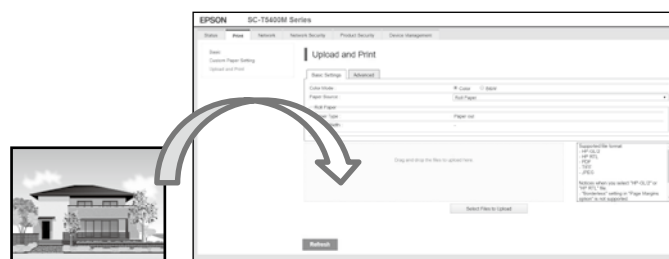 EPSON SC-T5400M Series
Status Print Network Network Security Product Security Device Management
Basic
Custom Paper Setting
Upload and Print
Upload and Print
Basic Settings Advanced
Color Mode Color B&W
Paper Source Roll Paper
Roll Paper
Type
-
Drag and drop the files to upload here.
Select Files to Upload
Supported file format
- HP-GL/2
- HP RTL
- PDF
- TIFF
- JPEG
Notices when you select "HP-GL/2" or
"HP RTL" file.
"Borderless" setting in "Page Margins
option" is not supported.
Refresh